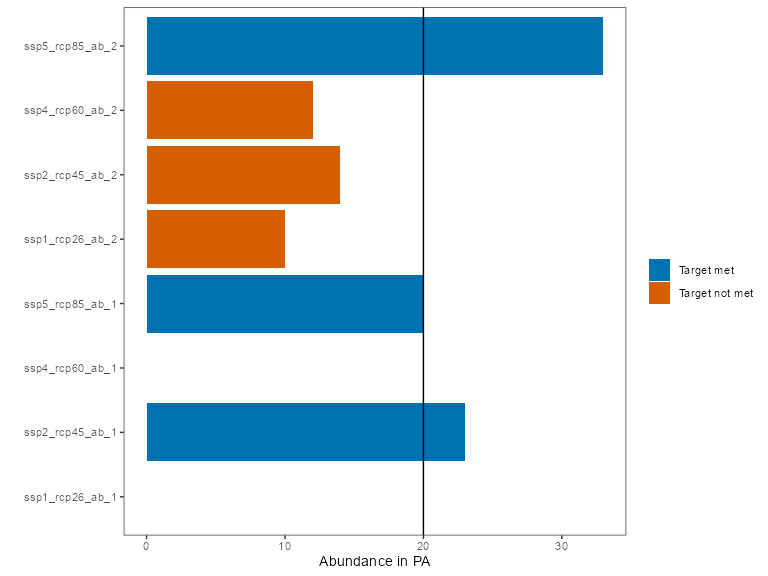 ssp5_rcp85_ab_2
ssp4_rcp60_ab_2
ssp2_rcp45_ab_2
ssp1_rcp26_ab_2
ssp5_rcp85_ab_1
ssp4_rcp60_ab_1
ssp2_rcp45_ab_1
ssp1_rcp26_ab_1
0 10 20 30
Abundance in PA
Target met
Target not met